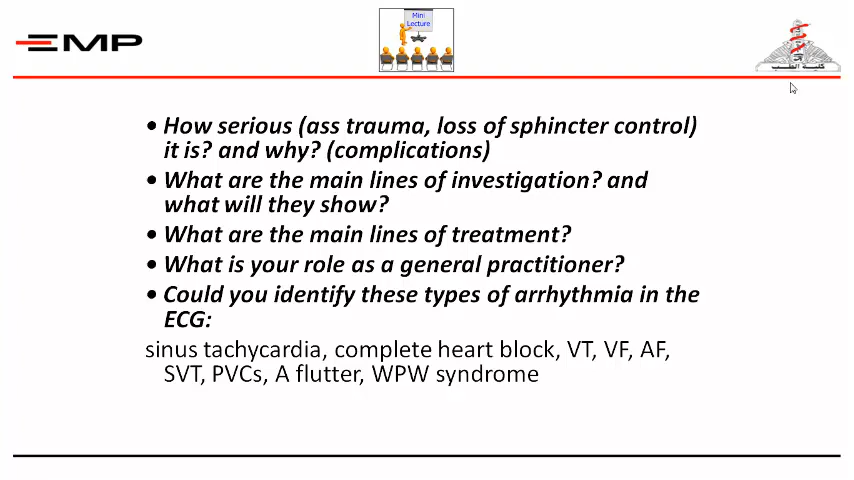 EMP
Mini
Lecture
كلية الطب
• How serious (ass trauma, loss of sphincter control)
it is? and why? (complications)
• What are the main lines of investigation? and
what will they show?
• What are the main lines of treatment?
• What is your role as a general practitioner?
• Could you identify these types of arrhythmia in the
ECG:
sinus tachycardia, complete heart block, VT, VF, AF,
SVT, PVCs, A flutter, WPW syndrome